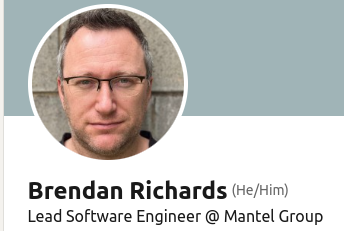 Brendan Richards (He/Him)
Lead Software Engineer @ Mantel Group